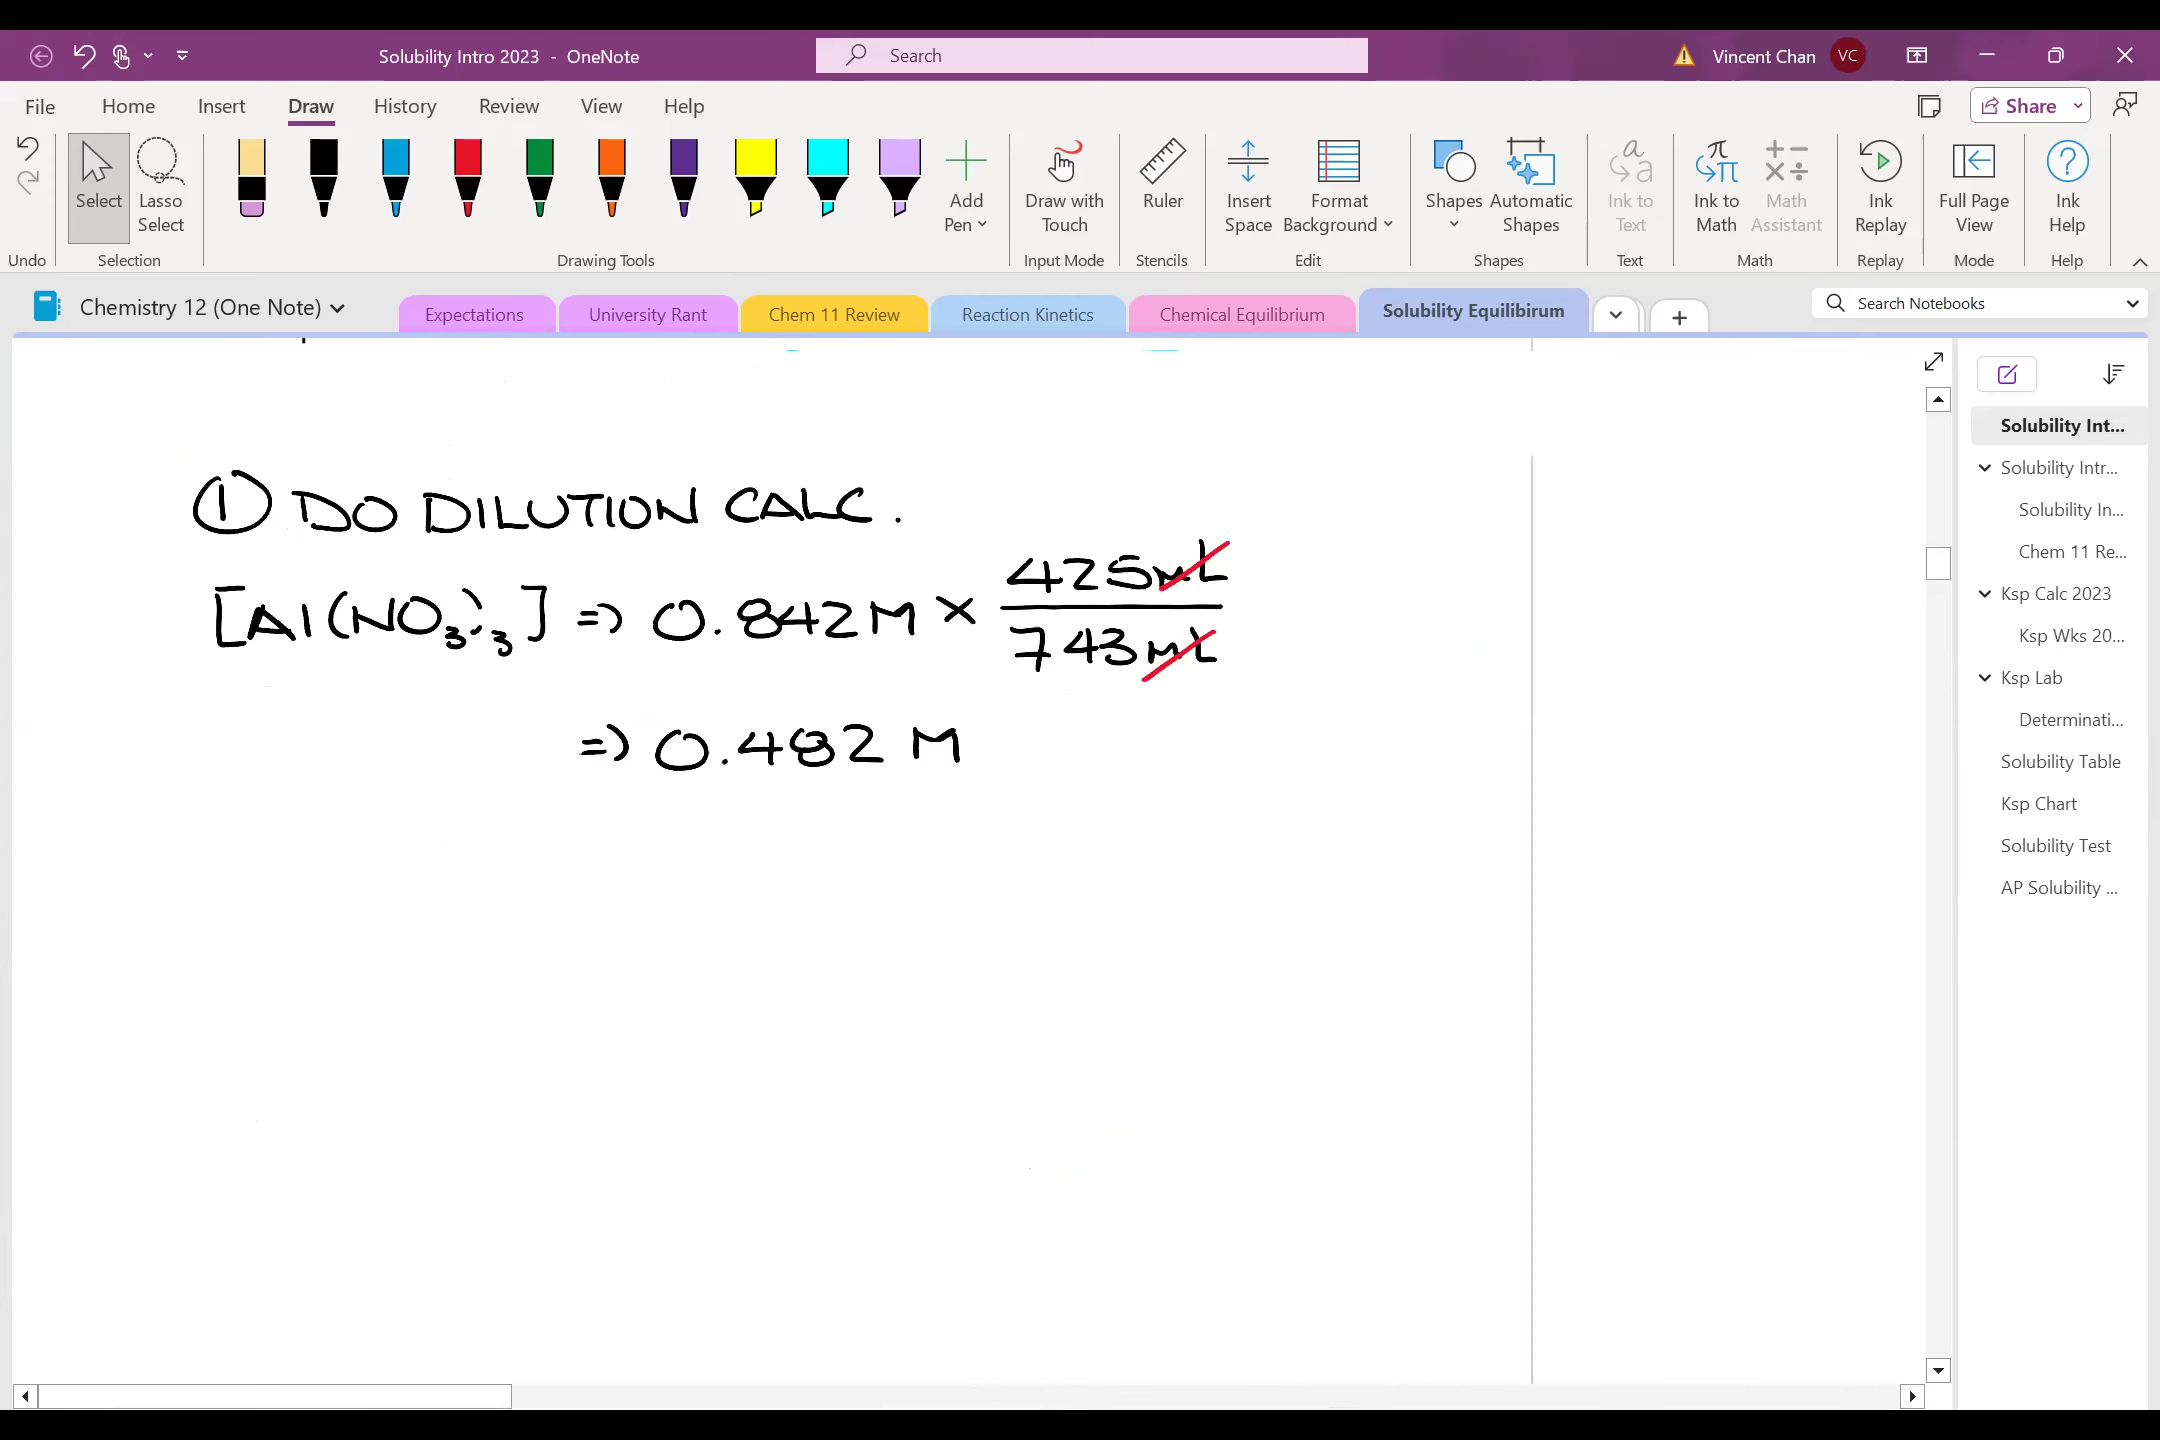 Solubility Intro 2023 - OneNote
Search
Vincent Chan
VC
File Home Insert Draw History Review View Help
Share
Select
Lasso Select
Add Pen
Draw with Touch
Ruler
Insert Space
Format Background
Shapes
Automatic Shapes
Ink to Text
Ink to Math
Math Assistant
Ink Replay
Full Page View
Ink Help
Undo Selection Drawing Tools Input Mode Stencils Edit Shapes Text Math Replay Mode Help
Chemistry 12 (One Note)
Expectations University Rant Chem 11 Review Reaction Kinetics Chemical Equilibrium Solubility Equilibirum
+
Search Notebooks
① DO DILUTION CALC.
[Al(NO₃)₃] => 0.842 M × 425mL / 743mL
=> 0.482 M
Solubility Int...
Solubility Intr...
Solubility In...
Chem 11 Re...
Ksp Calc 2023
Ksp Wks 20...
Ksp Lab
Determinati...
Solubility Table
Ksp Chart
Solubility Test
AP Solubility ...